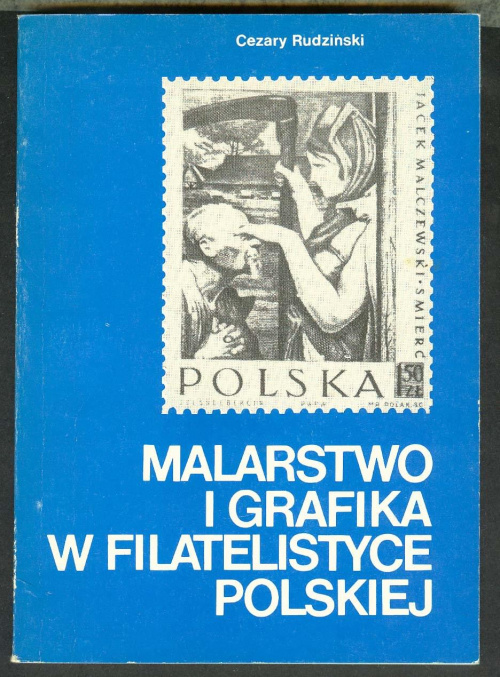 Cezary Rudziński
JACEK MALCZEWSKI · ŚMIERĆ
POLSKA
1,50
ZŁ
MALARSTWO
I GRAFIKA
W FILATELISTYCE
POLSKIEJ